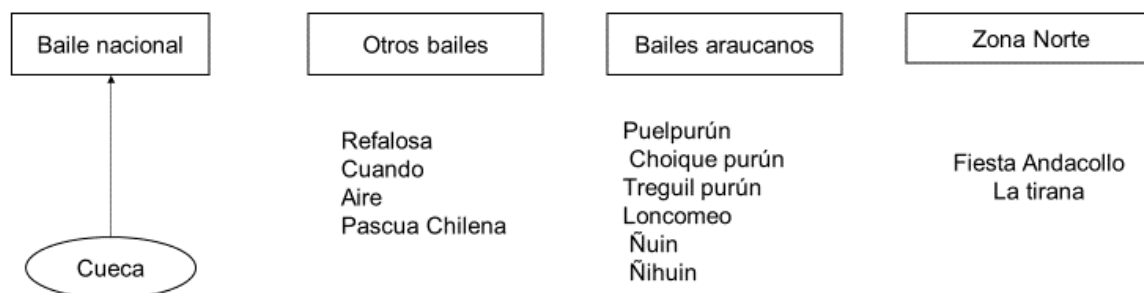 Baile nacional
Cueca
Otros bailes
Refalosa
Cuando
Aire
Pascua Chilena
Bailes araucanos
Puelpurún
Choique purún
Treguil purún
Loncomeo
Ñuin
Ñihuin
Zona Norte
Fiesta Andacollo
La tirana